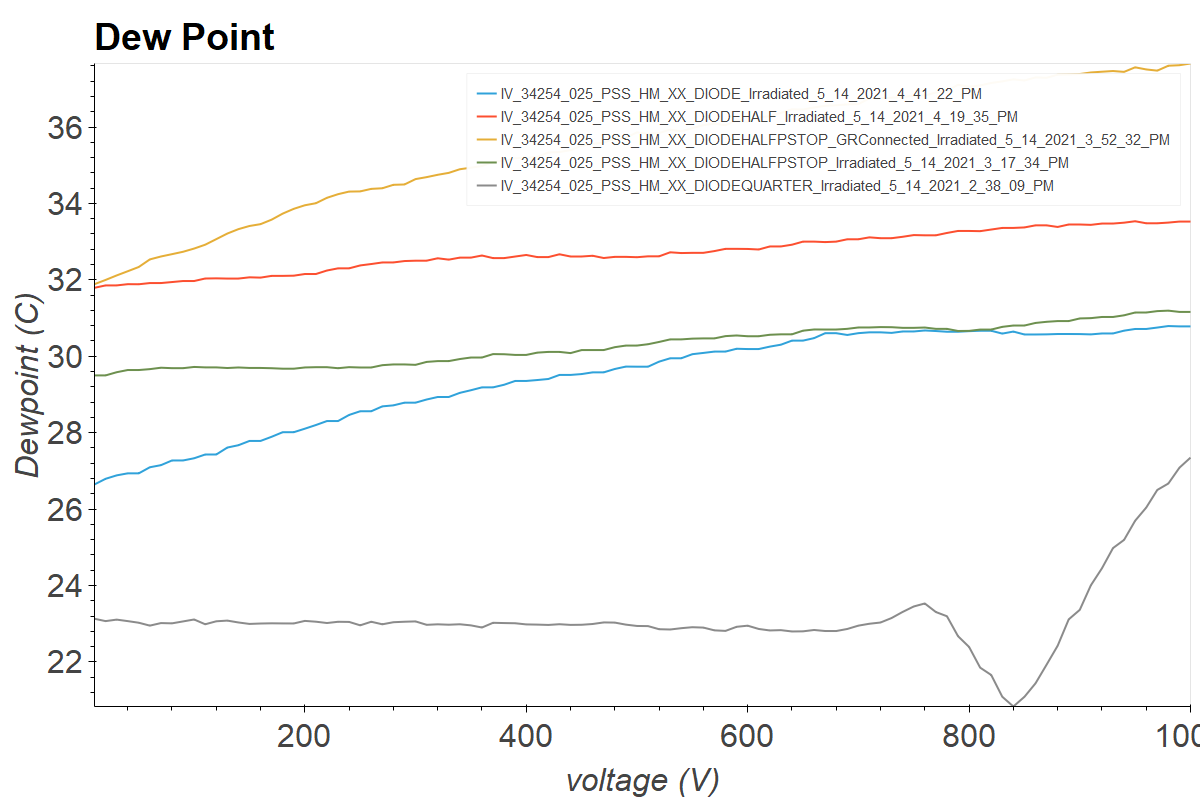 Dew Point
IV_34254_025_PSS_HM_XX_DIODE_Irradiated_5_14_2021_4_41_22_PM
IV_34254_025_PSS_HM_XX_DIODEHALF_Irradiated_5_14_2021_4_19_35_PM
IV_34254_025_PSS_HM_XX_DIODEHALFPSTOP_GRConnected_Irradiated_5_14_2021_3_52_32_PM
IV_34254_025_PSS_HM_XX_DIODEHALFPSTOP_Irradiated_5_14_2021_3_17_34_PM
IV_34254_025_PSS_HM_XX_DIODEQUARTER_Irradiated_5_14_2021_2_38_09_PM
36
34
32
30
28
26
24
22
Dewpoint (C)
200 400 600 800 100
voltage (V)